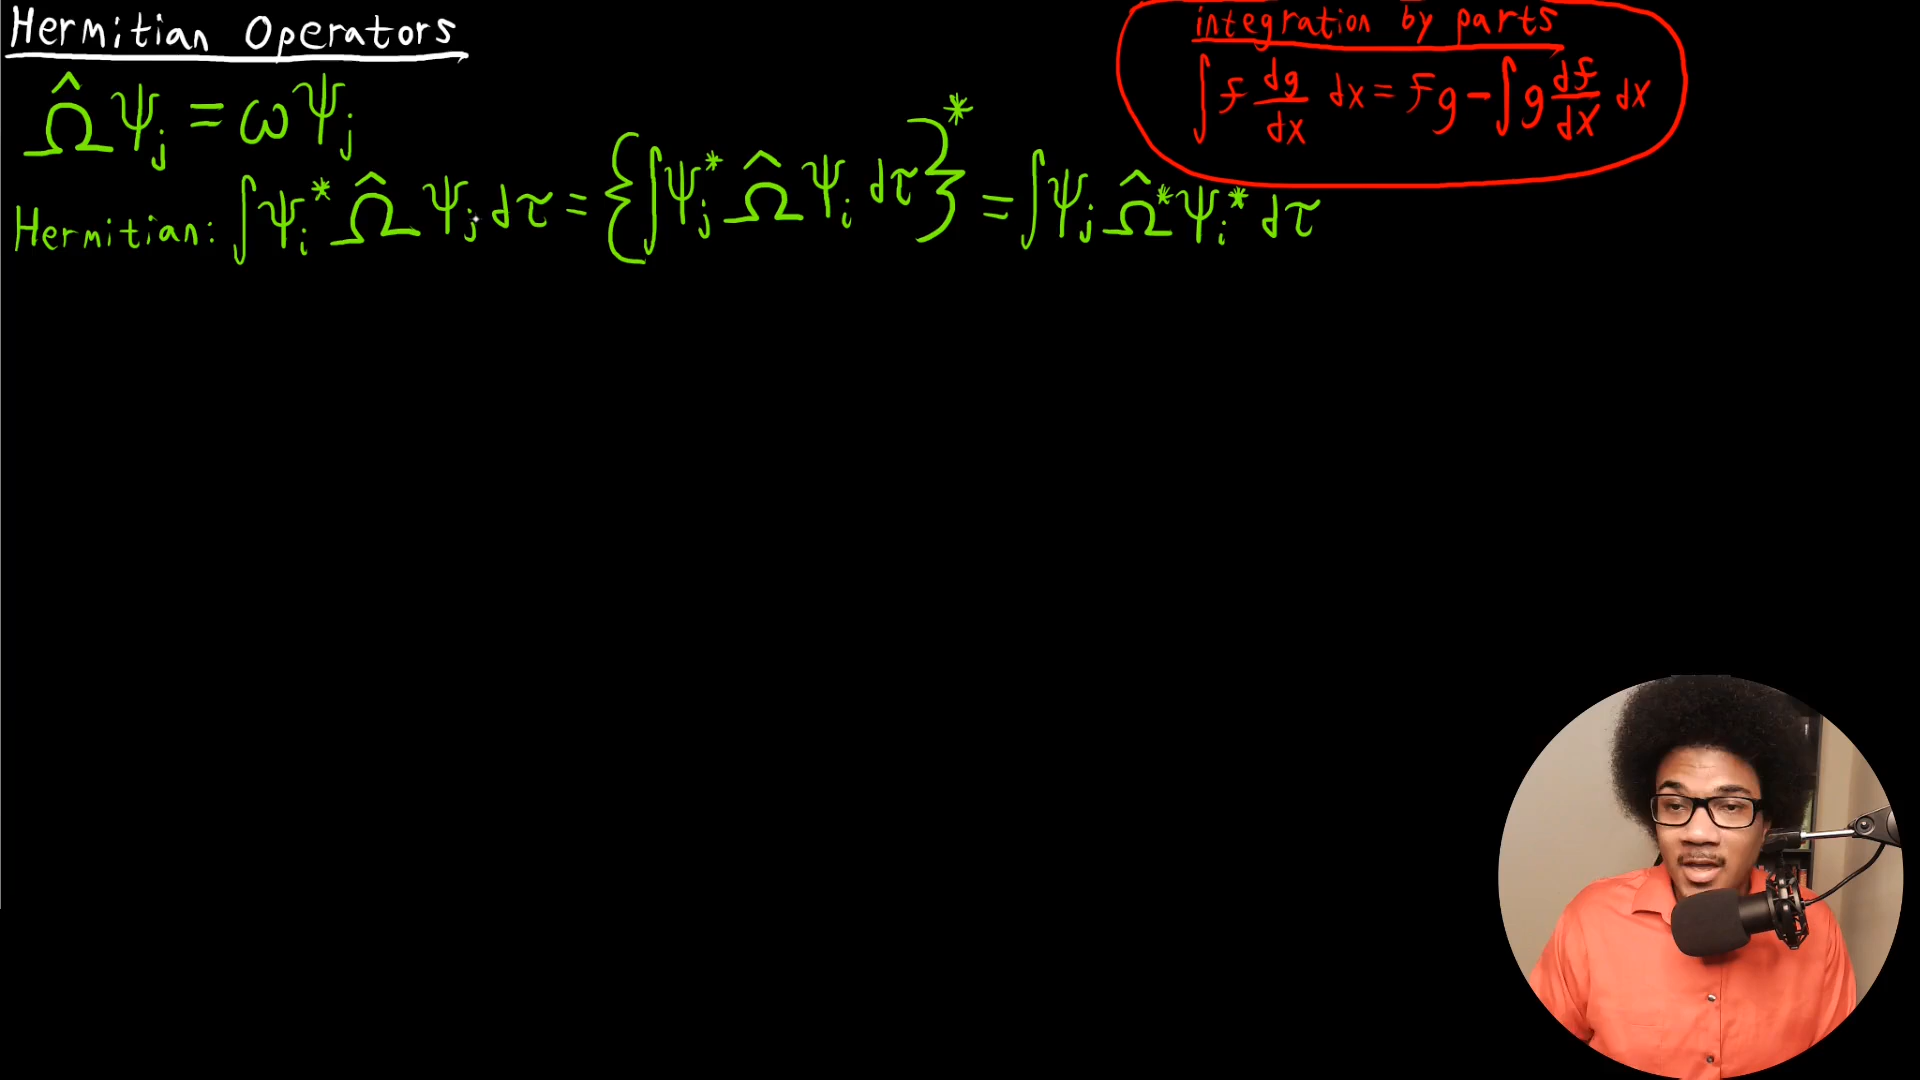 Hermitian Operators
Ω̂ Ψⱼ = ω Ψⱼ
Hermitian: ∫Ψᵢ* Ω̂ Ψⱼ dτ = {∫Ψⱼ* Ω̂ Ψᵢ dτ}* = ∫Ψⱼ Ω̂* Ψᵢ* dτ
integration by parts
∫ f dg/dx dx = fg - ∫ g df/dx dx